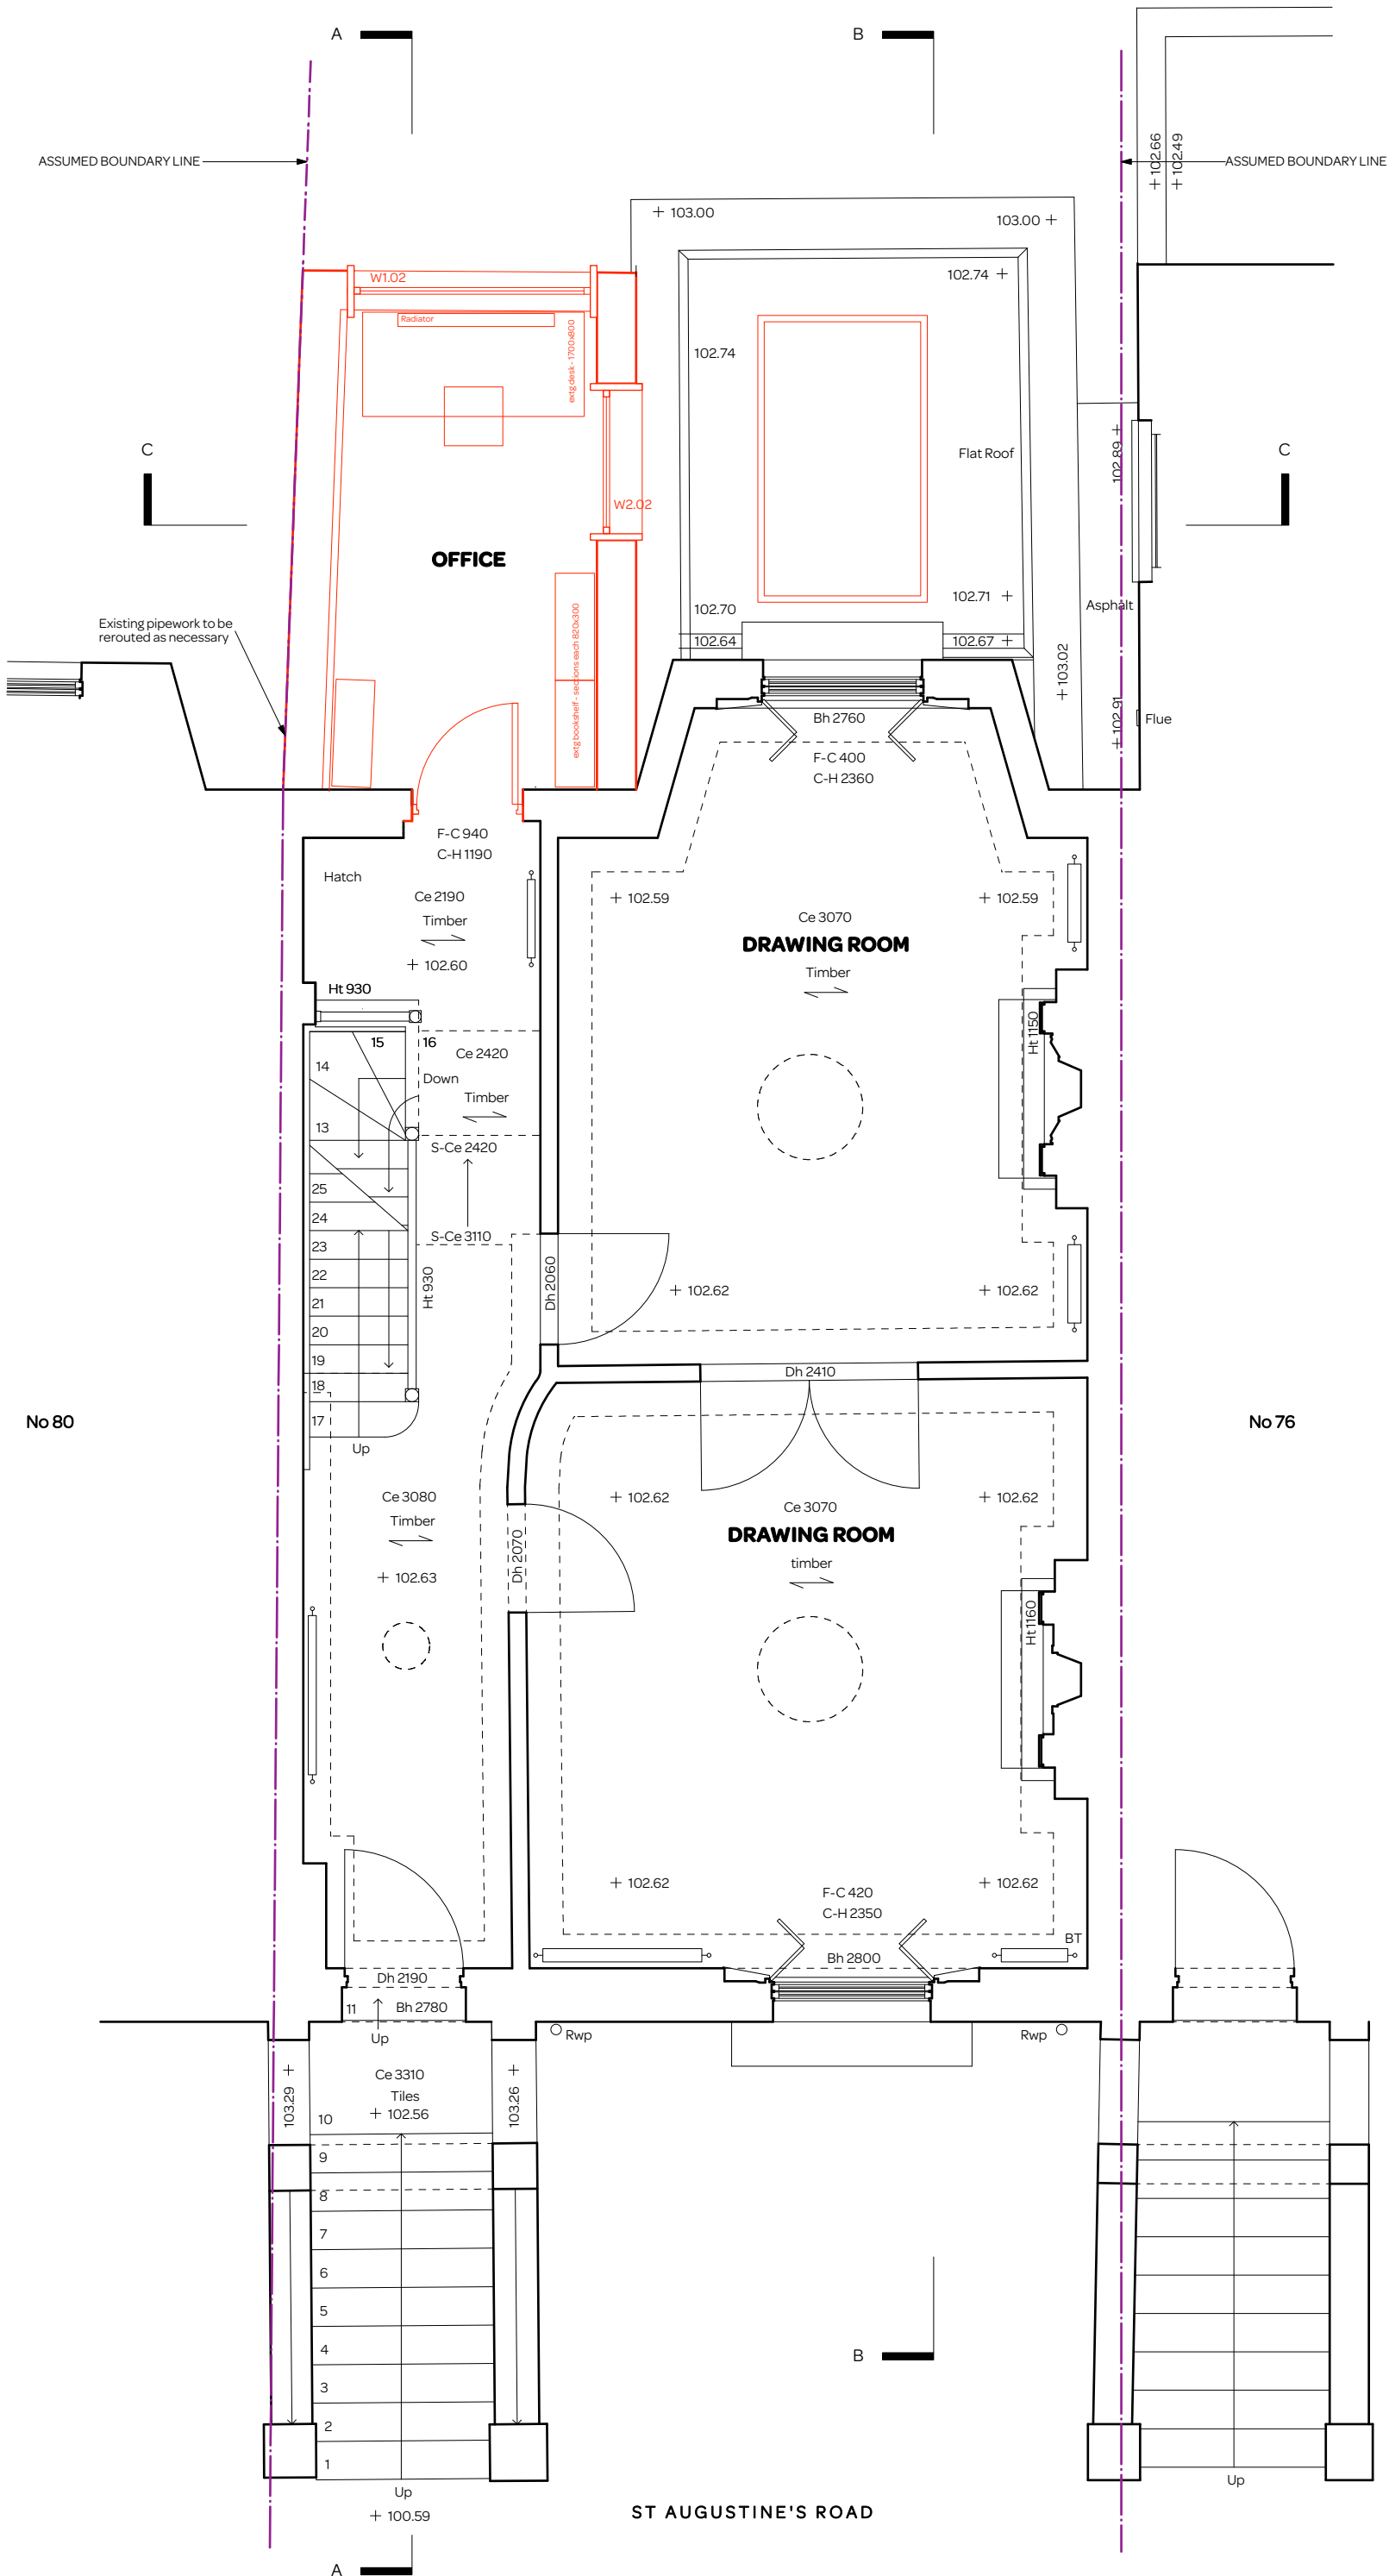 A
B
ASSUMED BOUNDARY LINE
102.66
102.49
ASSUMED BOUNDARY LINE
103.00
103.00
W1.02
102.74
Radiator
extg desk - 1700x800
102.74
C
C
102.89
Flat Roof
W2.02
OFFICE
102.71
102.70
Asphalt
Existing pipework to be
rerouted as necessary
extg bookshelf - sections each 820x300
102.64
102.67
103.02
102.91
Flue
Bh 2760
F-C 400
C-H 2360
F-C 940
C-H 1190
Hatch
Ce 2190
Timber
102.59
102.59
Ce 3070
DRAWING ROOM
Timber
102.60
Ht 930
Ht 1150
15
16
14
Ce 2420
Down
Timber
13
S-Ce 2420
25
24
S-Ce 3110
23
22
21
20
19
18
17
Ht 930
Dh 2060
102.62
102.62
Dh 2410
No 80
No 76
Up
Ce 3080
Timber
102.62
102.62
Ce 3070
DRAWING ROOM
timber
Dh 2070
102.63
Ht 1160
102.62
102.62
F-C 420
C-H 2350
BT
Bh 2800
Dh 2190
11
Bh 2780
Up
Rwp
Rwp
103.29
Ce 3310
Tiles
102.56
103.26
10
9
8
7
6
5
4
3
2
1
B
Up
Up
100.59
ST AUGUSTINE'S ROAD
A